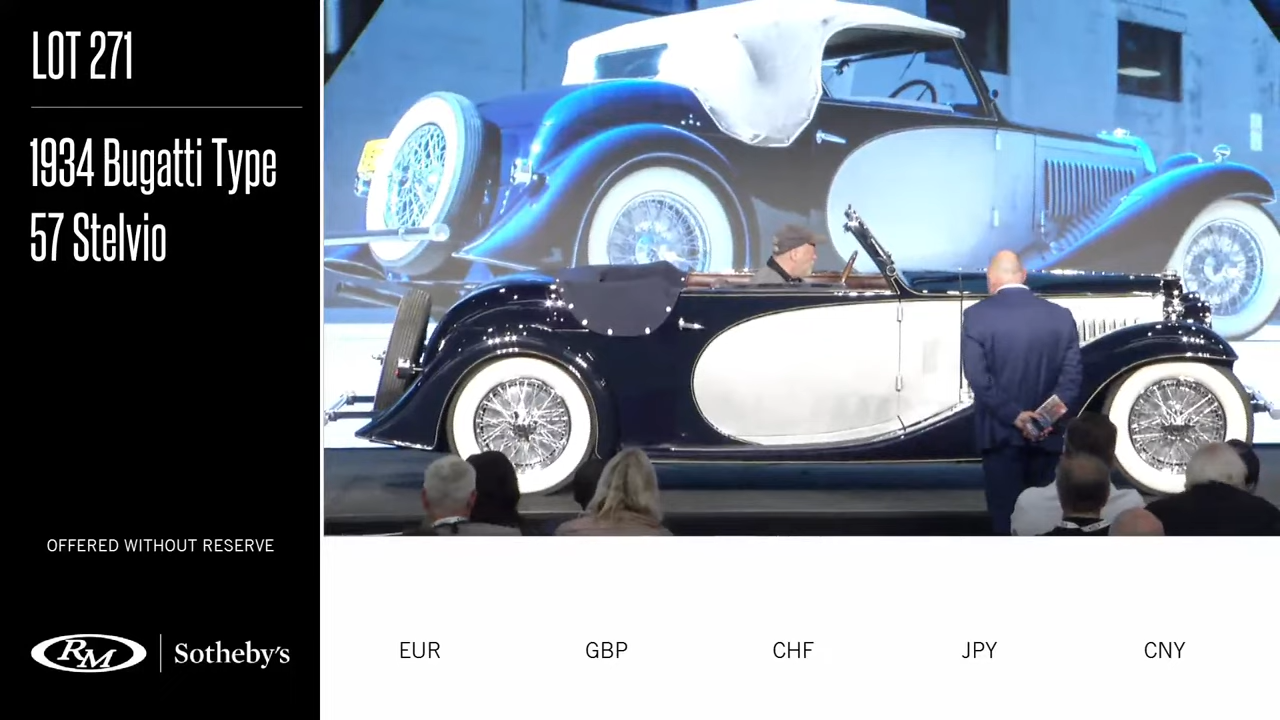 LOT 271
1934 Bugatti Type
57 Stelvio
OFFERED WITHOUT RESERVE
RM Sotheby's
EUR GBP CHF JPY CNY